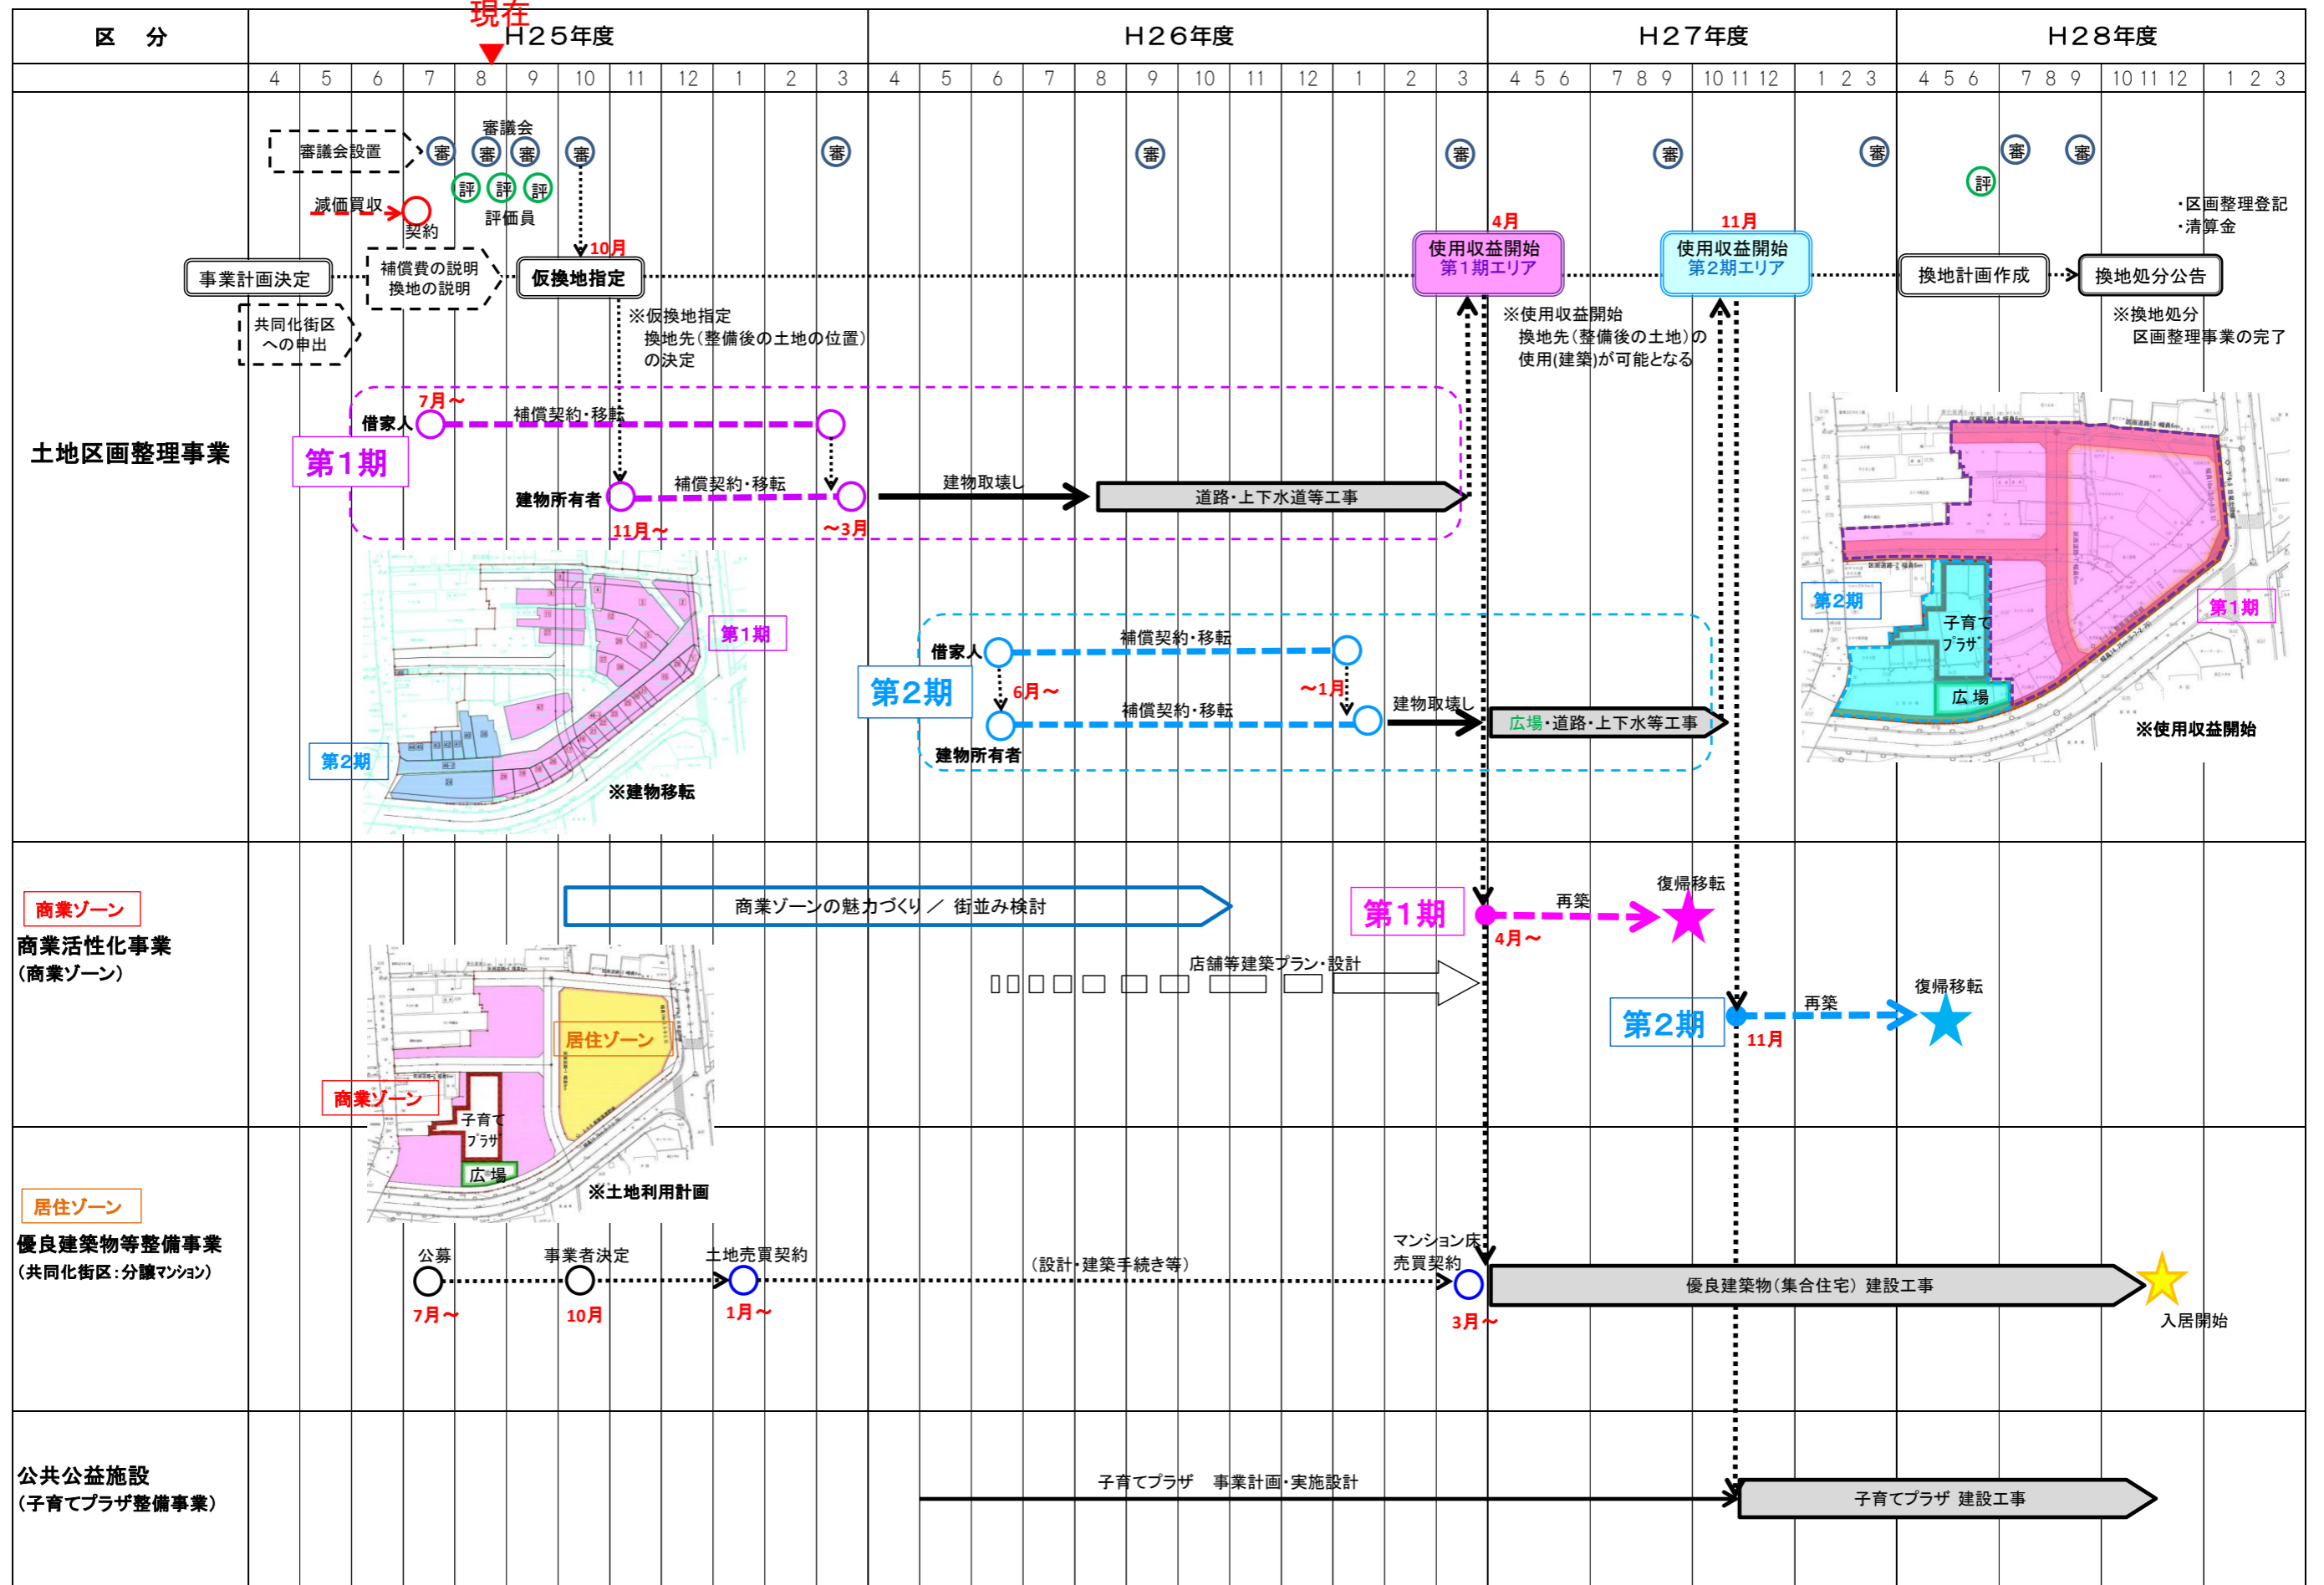 現在
区　分
H25年度
H26年度
H27年度
H28年度
4 5 6 7 8 9 10 11 12 1 2 3 4 5 6 7 8 9 10 11 12 1 2 3 4 5 6 7 8 9 10 11 12 1 2 3 4 5 6 7 8 9 10 11 12 1 2 3
土地区画整理事業
審議会設置
審議会
審 審 審 審 審 審 審 審 審 審 審
評 評 評 評
評価員
減価買収
契約
・区画整理登記
・清算金
事業計画決定
補償費の説明
換地の説明
10月
仮換地指定
4月
使用収益開始
第1期エリア
11月
使用収益開始
第2期エリア
換地計画作成
換地処分公告
共同化街区
への申出
※仮換地指定
換地先(整備後の土地の位置)
の決定
※使用収益開始
換地先(整備後の土地)の
使用(建築)が可能となる
※換地処分
区画整理事業の完了
第1期
7月～
借家人
補償契約・移転
建物所有者
補償契約・移転
11月～
～3月
建物取壊し
道路・上下水道等工事
第1期
第2期
※建物移転
第2期
借家人
補償契約・移転
6月～
～1月
補償契約・移転
建物所有者
建物取壊し
広場・道路・上下水等工事
第2期
第1期
子育て
プラザ
広場
※使用収益開始
商業ゾーン
商業活性化事業
(商業ゾーン)
商業ゾーンの魅力づくり ／ 街並み検討
店舗等建築プラン・設計
第1期
4月～
再築
復帰移転
第2期
11月
再築
復帰移転
居住ゾーン
商業ゾーン
子育て
プラザ
広場
※土地利用計画
居住ゾーン
優良建築物等整備事業
(共同化街区：分譲マンション)
公募
7月～
事業者決定
10月
土地売買契約
1月～
(設計・建築手続き等)
マンション床
売買契約
3月～
優良建築物(集合住宅) 建設工事
入居開始
公共公益施設
(子育てプラザ整備事業)
子育てプラザ　事業計画・実施設計
子育てプラザ 建設工事